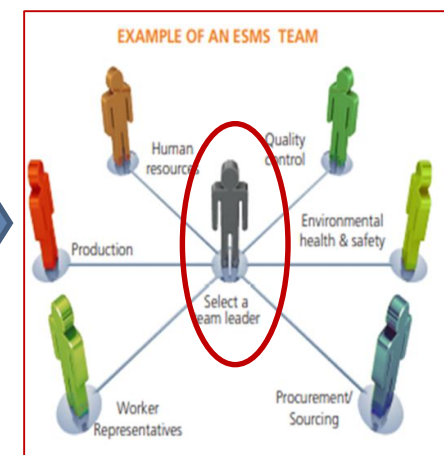 EXAMPLE OF AN ESMS TEAM
Human
resources
Quality
control
Production
Environmental
health & safety
Select a
team leader
Worker
Representatives
Procurement/
Sourcing